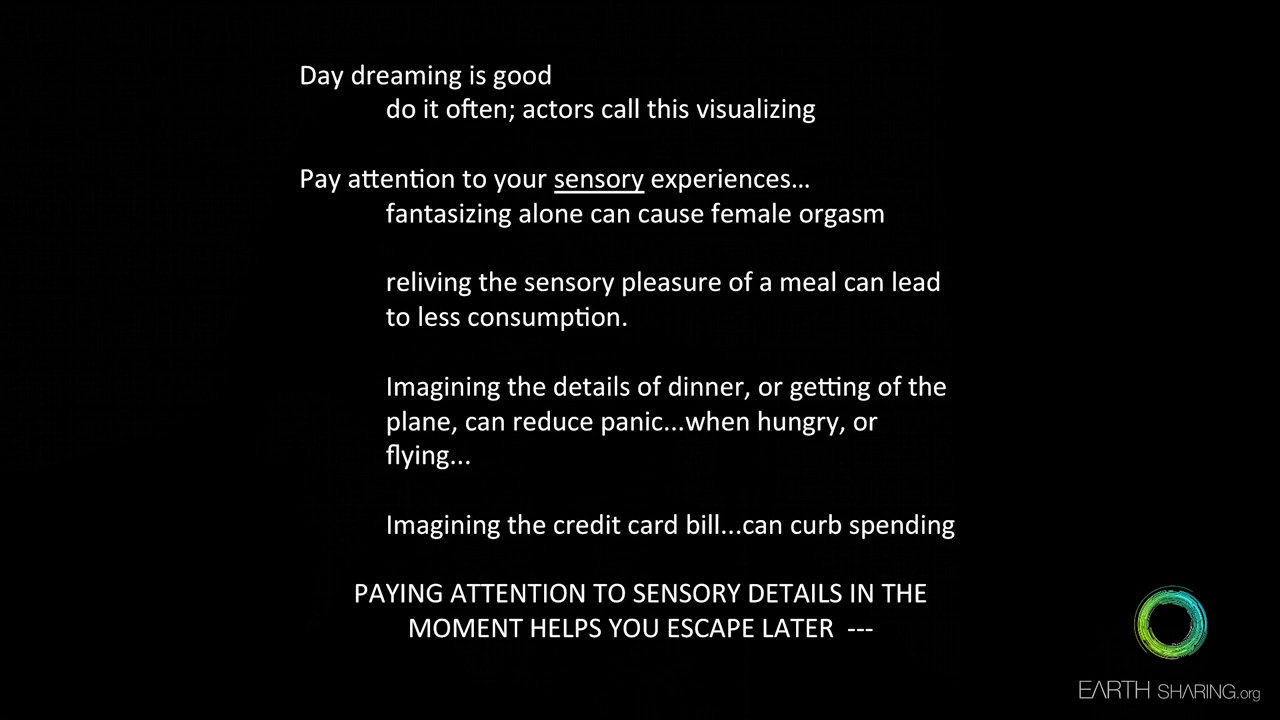 Day dreaming is good
do it often; actors call this visualizing
Pay attention to your sensory experiences…
fantasizing alone can cause female orgasm
reliving the sensory pleasure of a meal can lead
to less consumption.
Imagining the details of dinner, or getting of the
plane, can reduce panic...when hungry, or
flying...
Imagining the credit card bill...can curb spending
PAYING ATTENTION TO SENSORY DETAILS IN THE
MOMENT HELPS YOU ESCAPE LATER ---
EARTH SHARING.org